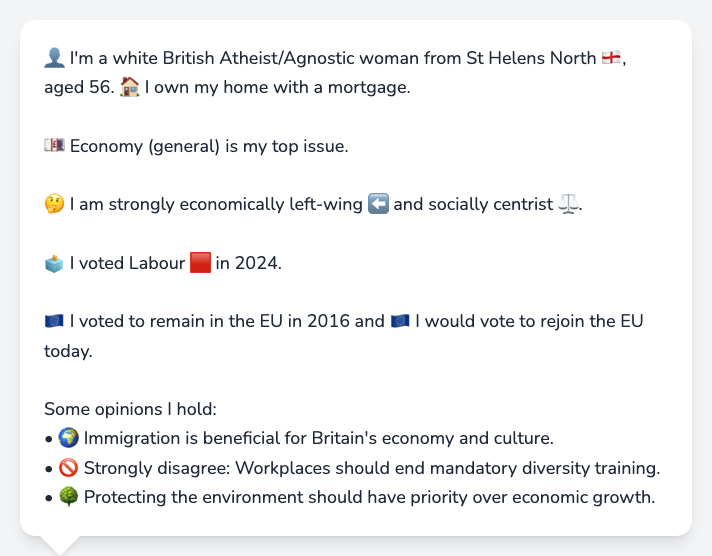 👤 I'm a white British Atheist/Agnostic woman from St Helens North 🏴󠁧󠁢󠁥󠁮󠁧󠁿,
aged 56. 🏠 I own my home with a mortgage.
💷 Economy (general) is my top issue.
🤔 I am strongly economically left-wing ⬅️ and socially centrist ⚖️.
🗳️ I voted Labour 🟥 in 2024.
🇪🇺 I voted to remain in the EU in 2016 and 🇪🇺 I would vote to rejoin the EU
today.
Some opinions I hold:
• 🌍 Immigration is beneficial for Britain's economy and culture.
• 🚫 Strongly disagree: Workplaces should end mandatory diversity training.
• 🌳 Protecting the environment should have priority over economic growth.